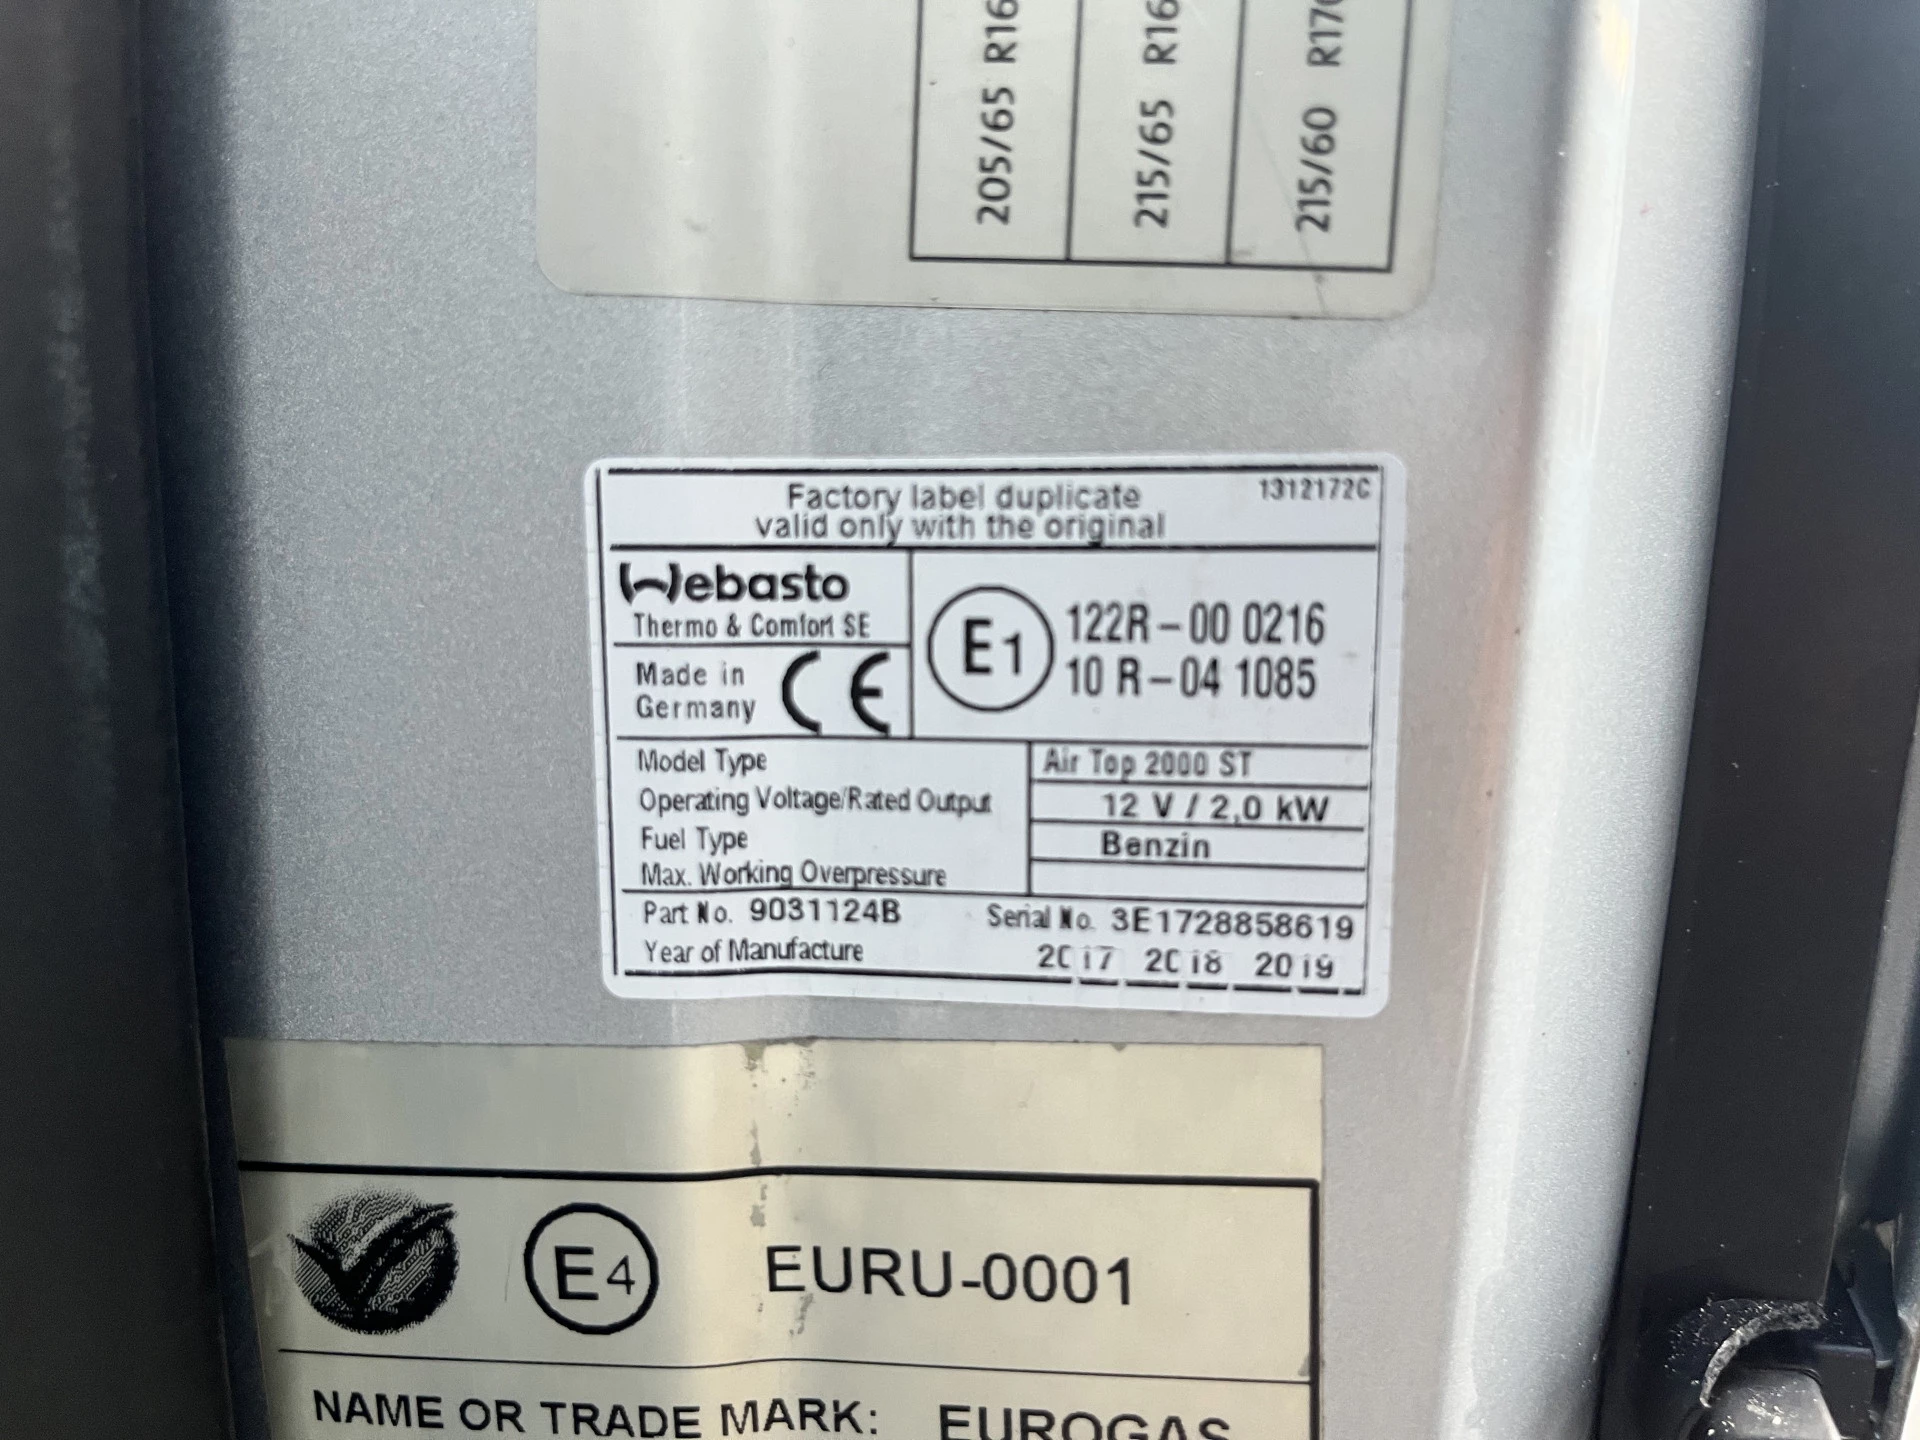 205/65 R16
215/65 R16
215/60 R17
Factory label duplicate
valid only with the original
1312172C
Webasto
Thermo & Comfort SE
Made in
Germany
CE
E1
122R-00 0216
10 R-04 1085
Model Type Air Top 2000 ST
Operating Voltage/Rated Output 12 V / 2,0 kW
Fuel Type Benzin
Max. Working Overpressure
Part No. 9031124B Serial No. 3E1728858619
Year of Manufacture 2017 2018 2019
E4 EURU-0001
NAME OR TRADE MARK: EUROGAS